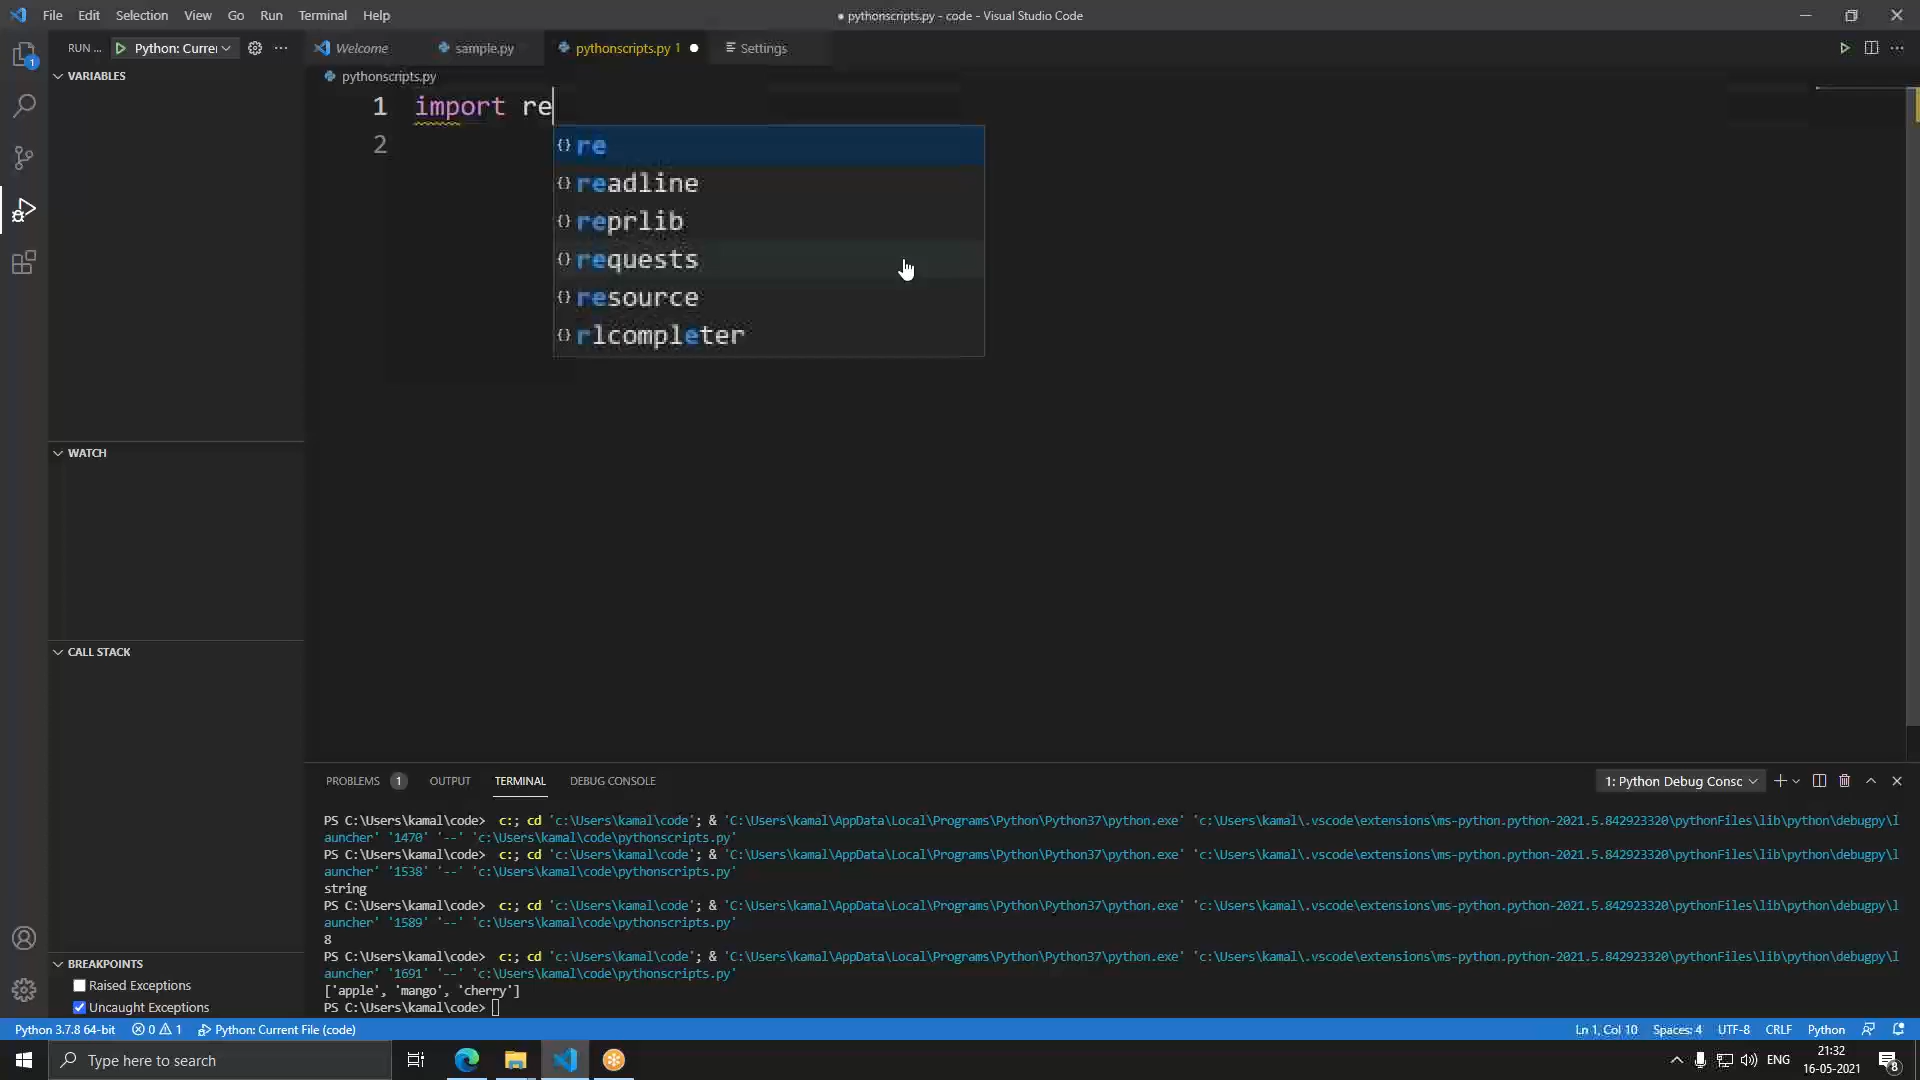 File Edit Selection View Go Run Terminal Help
● pythonscripts.py - code - Visual Studio Code
RUN ... Python: Currei
Welcome sample.py pythonscripts.py 1 ● Settings
1
VARIABLES
pythonscripts.py
1 import re
2
re
readline
reprlib
requests
resource
rlcompleter
WATCH
CALL STACK
BREAKPOINTS
Raised Exceptions
Uncaught Exceptions
PROBLEMS 1 OUTPUT TERMINAL DEBUG CONSOLE
1: Python Debug Consc
PS C:\Users\kamal\code>  c:; cd 'c:\Users\kamal\code'; & 'C:\Users\kamal\AppData\Local\Programs\Python\Python37\python.exe' 'c:\Users\kamal\.vscode\extensions\ms-python.python-2021.5.842923320\pythonFiles\lib\python\debugpy\l
auncher' '1470' '--' 'c:\Users\kamal\code\pythonscripts.py'
PS C:\Users\kamal\code>  c:; cd 'c:\Users\kamal\code'; & 'C:\Users\kamal\AppData\Local\Programs\Python\Python37\python.exe' 'c:\Users\kamal\.vscode\extensions\ms-python.python-2021.5.842923320\pythonFiles\lib\python\debugpy\l
auncher' '1538' '--' 'c:\Users\kamal\code\pythonscripts.py'
string
PS C:\Users\kamal\code>  c:; cd 'c:\Users\kamal\code'; & 'C:\Users\kamal\AppData\Local\Programs\Python\Python37\python.exe' 'c:\Users\kamal\.vscode\extensions\ms-python.python-2021.5.842923320\pythonFiles\lib\python\debugpy\l
auncher' '1589' '--' 'c:\Users\kamal\code\pythonscripts.py'
8
PS C:\Users\kamal\code>  c:; cd 'c:\Users\kamal\code'; & 'C:\Users\kamal\AppData\Local\Programs\Python\Python37\python.exe' 'c:\Users\kamal\.vscode\extensions\ms-python.python-2021.5.842923320\pythonFiles\lib\python\debugpy\l
auncher' '1691' '--' 'c:\Users\kamal\code\pythonscripts.py'
['apple', 'mango', 'cherry']
PS C:\Users\kamal\code>
Python 3.7.8 64-bit 0 1 Python: Current File (code)
Ln 1, Col 10 Spaces: 4 UTF-8 CRLF Python
Type here to search
ENG
21:32
16-05-2021
8